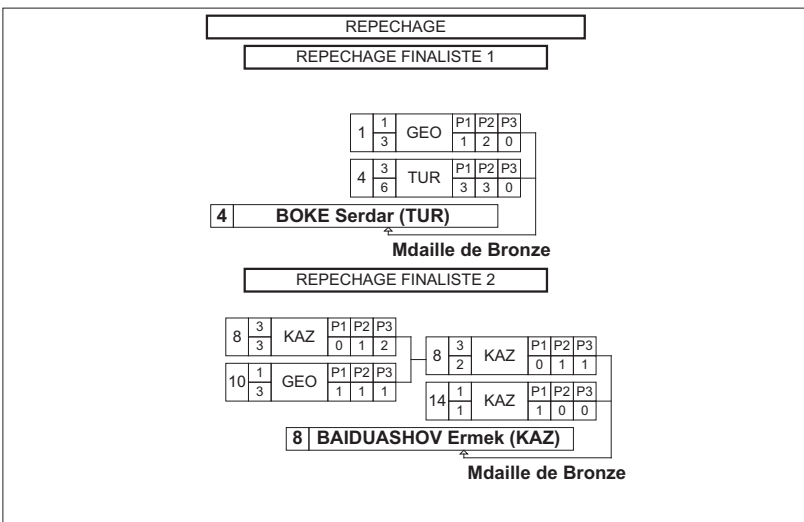 REPECHAGE
REPECHAGE FINALISTE 1
1 1 GEO P1 P2 P3
3 1 2 0
4 3 TUR P1 P2 P3
6 3 3 0
4 BOKE Serdar (TUR)
Mdaille de Bronze
REPECHAGE FINALISTE 2
8 3 KAZ P1 P2 P3
3 0 1 2
8 3 KAZ P1 P2 P3
2 0 1 1
10 1 GEO P1 P2 P3
3 1 1 1
14 1 KAZ P1 P2 P3
1 1 0 0
8 BAIDUASHOV Ermek (KAZ)
Mdaille de Bronze